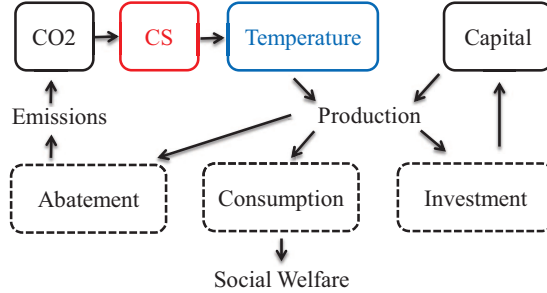 CO2 CS Temperature Capital
Emissions Production
Abatement Consumption Investment
Social Welfare